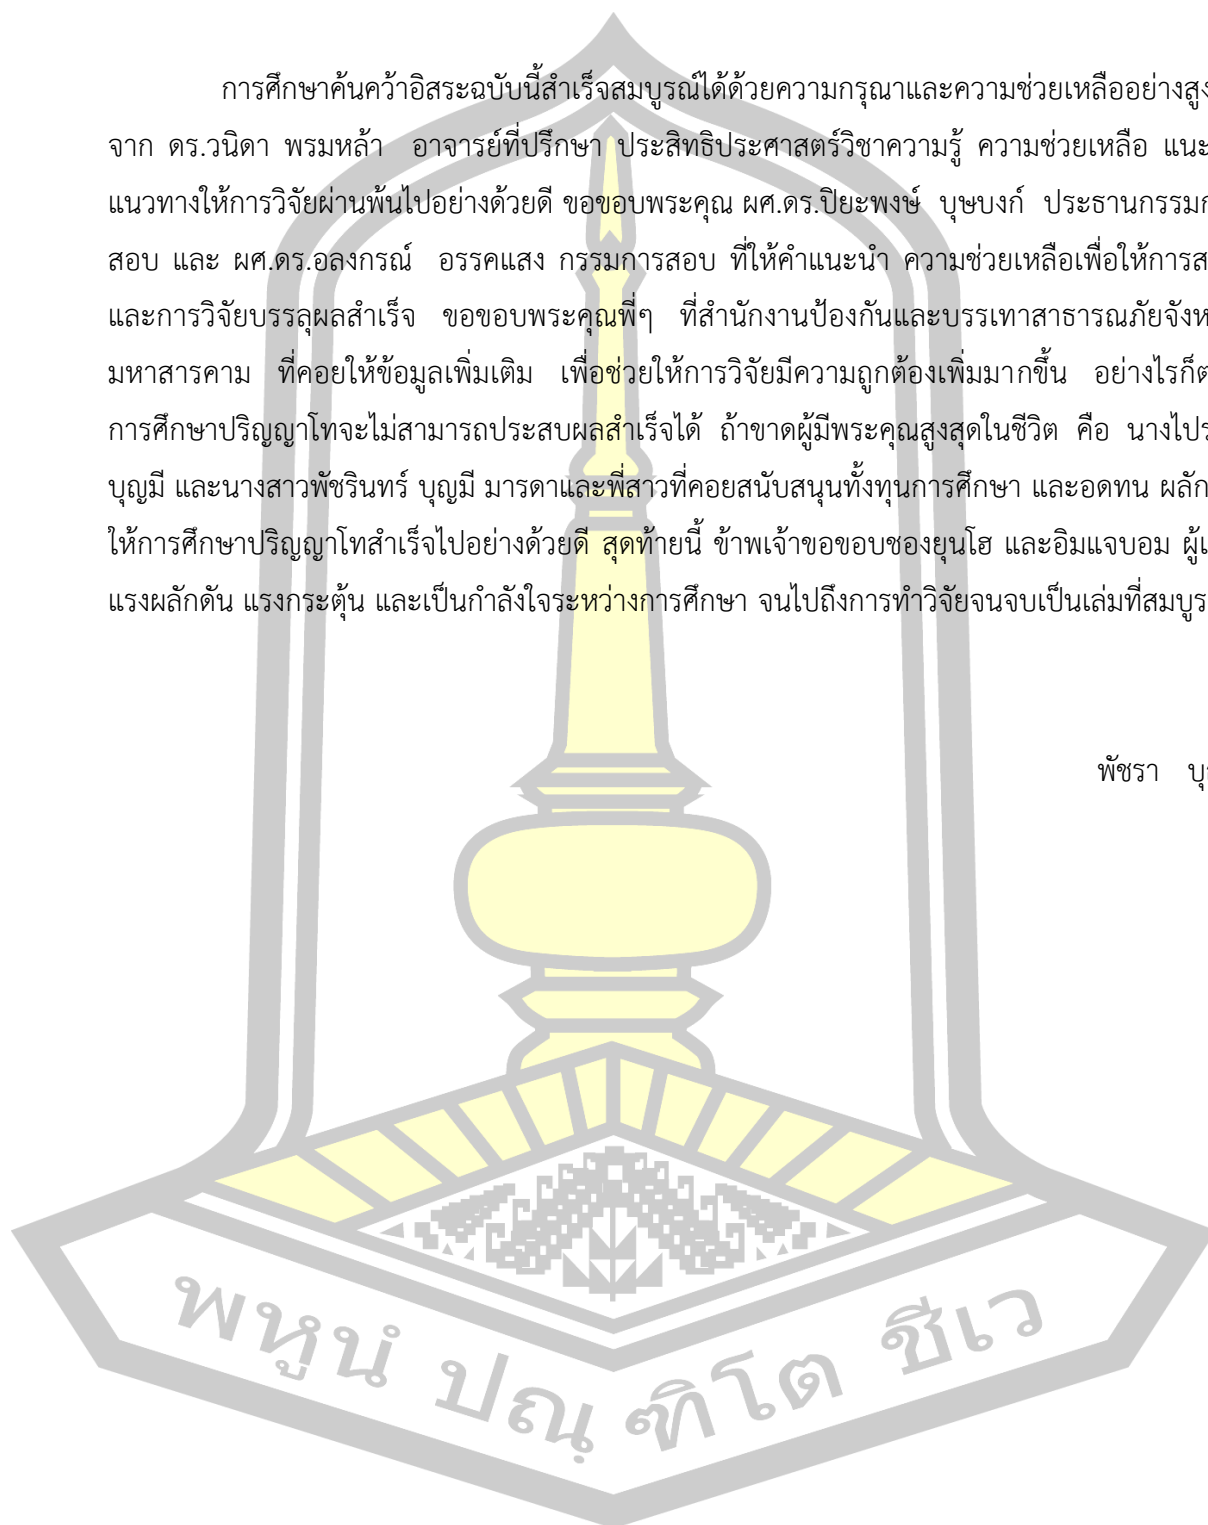 การศึกษาค้นคว้าอิสระฉบับนี้สำเร็จสมบูรณ์ได้ด้วยความกรุณาและความช่วยเหลืออย่างสูง
จาก ดร.วนิดา พรมหล้า อาจารย์ที่ปรึกษา ประสิทธิประศาสตร์วิชาความรู้ ความช่วยเหลือ แนะ
แนวทางให้การวิจัยผ่านพ้นไปอย่างด้วยดี ขอขอบพระคุณ ผศ.ดร.ปิยะพงษ์ บุษบงก์ ประธานกรรมก
สอบ และ ผศ.ดร.อลงกรณ์ อรรคแสง กรรมการสอบ ที่ให้คำแนะนำ ความช่วยเหลือเพื่อให้การส
และการวิจัยบรรลุผลสำเร็จ ขอขอบพระคุณพี่ๆ ที่สำนักงานป้องกันและบรรเทาสาธารณภัยจังห
มหาสารคาม ที่คอยให้ข้อมูลเพิ่มเติม เพื่อช่วยให้การวิจัยมีความถูกต้องเพิ่มมากขึ้น อย่างไรก็ต
การศึกษาปริญญาโทจะไม่สามารถประสบผลสำเร็จได้ ถ้าขาดผู้มีพระคุณสูงสุดในชีวิต คือ นางไปร
บุญมี และนางสาวพัชรินทร์ บุญมี มารดาและพี่สาวที่คอยสนับสนุนทั้งทุนการศึกษา และอดทน ผลัก
ให้การศึกษาปริญญาโทสำเร็จไปอย่างด้วยดี สุดท้ายนี้ ข้าพเจ้าขอขอบชองยุนโฮ และอิมแจบอม ผู้เ
แรงผลักดัน แรงกระตุ้น และเป็นกำลังใจระหว่างการศึกษา จนไปถึงการทำวิจัยจนจบเป็นเล่มที่สมบูร
พัชรา
พหูนํ ปณฺฑิโต ชีเว